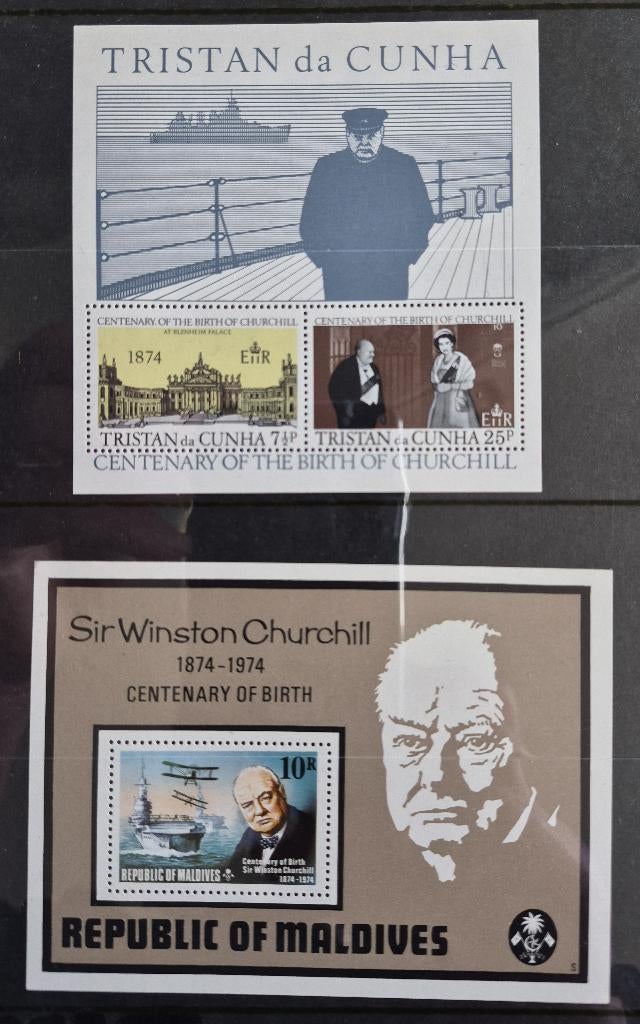 TRISTAN da CUNHA
II
CENTENARY OF THE BIRTH OF CHURCHILL
AT BLENHEIM PALACE
1874
EIIR
TRISTAN da CUNHA 7½p
CENTENARY OF THE BIRTH OF CHURCHILL
10
EIIR
TRISTAN da CUNHA 25p
CENTENARY OF THE BIRTH OF CHURCHILL
Sir Winston Churchill
1874-1974
CENTENARY OF BIRTH
10R
Centenary of Birth
Sir Winston Churchill
1874-1974
REPUBLIC OF MALDIVES
REPUBLIC OF MALDIVES
S